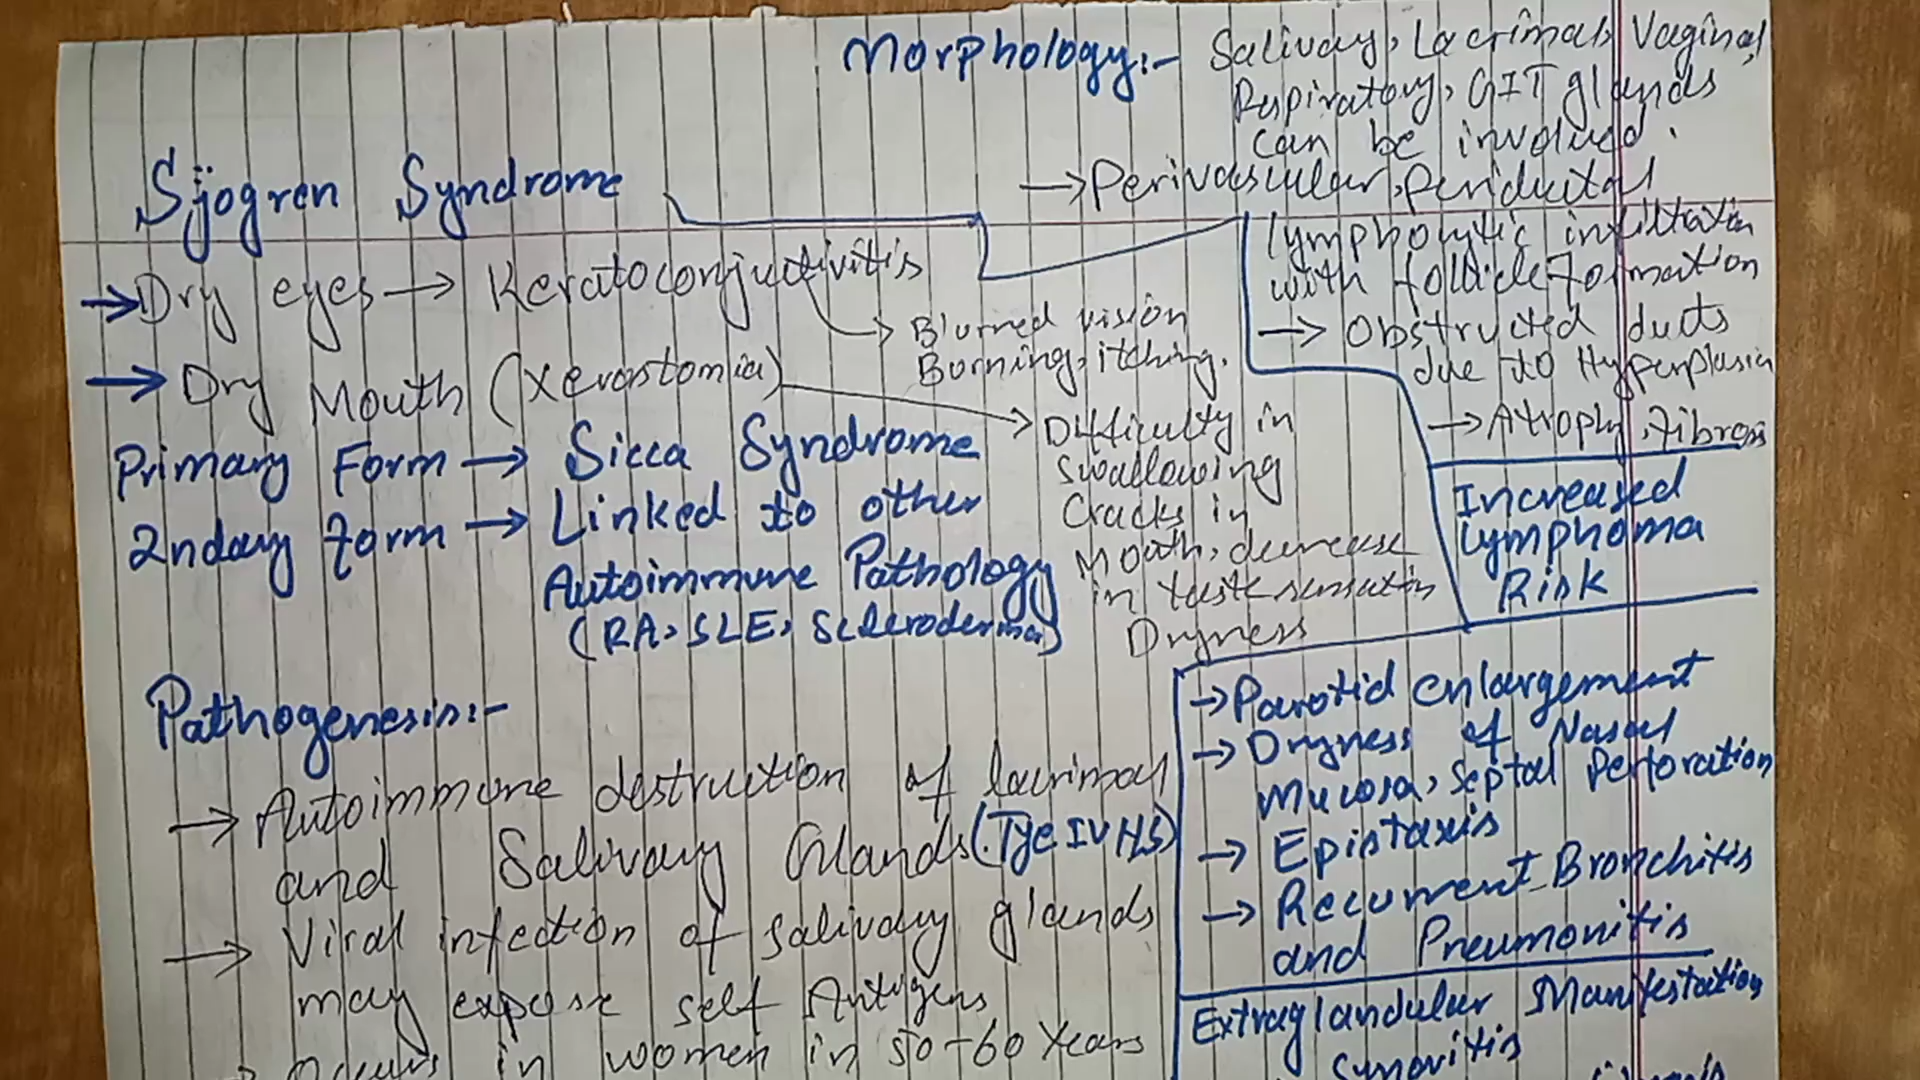 Sjogren Syndrome
→ Dry eyes → Keratoconjuctivitis
→ Blurred vision
Burning, itching.
→ Dry Mouth (Xerostomia)
→ Difficulty in
swallowing
Cracks in
Mouth, decrease
in taste sensation
Dryness
Primary Form → Sicca Syndrome
2ndary form → Linked to other
Autoimmune Pathology
(RA, SLE, Scleroderma)
Pathogenesis:-
→ Autoimmune destruction of lacrimal
and Salivary Glands (Tye IV HS)
→ Viral infection of salivary glands
may expose self Antigens
→ Occurs in women in 50-60 Years
Morphology:- Salivary, Lacrimal, Vaginal,
Respiratory, GIT glands
can be involved.
→ Perivascular, periductal
lymphocytic infiltratin
with follicle formation
→ Obstructed ducts
due to Hyperplasia
→ Atrophy, fibrosis
Increased
Lymphoma
Risk
→ Parotid enlargement
→ Dryness of Nasal
Mucosa, Septal Perforation
→ Epistaxis
→ Recurrent Bronchitis
and Pneumonitis
Extraglandular Manifestation
Synovitis